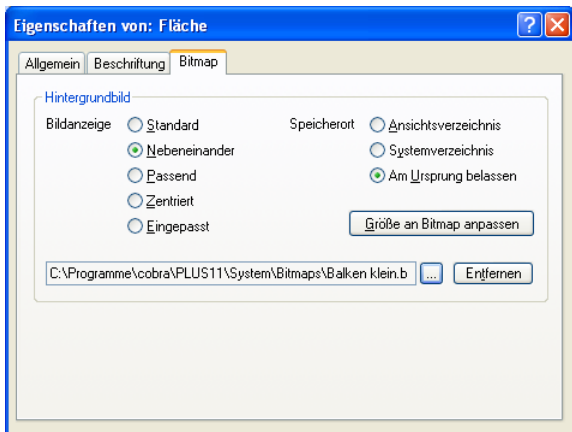 Eigenschaften von: Fläche
Allgemein Beschriftung Bitmap
Hintergrundbild
Bildanzeige Standard Speicherort Ansichtsverzeichnis
Nebeneinander Systemverzeichnis
Passend Am Ursprung belassen
Zentriert
Eingepasst Größe an Bitmap anpassen
C:\Programme\cobra\PLUS11\System\Bitmaps\Balken klein.b ... Entfernen